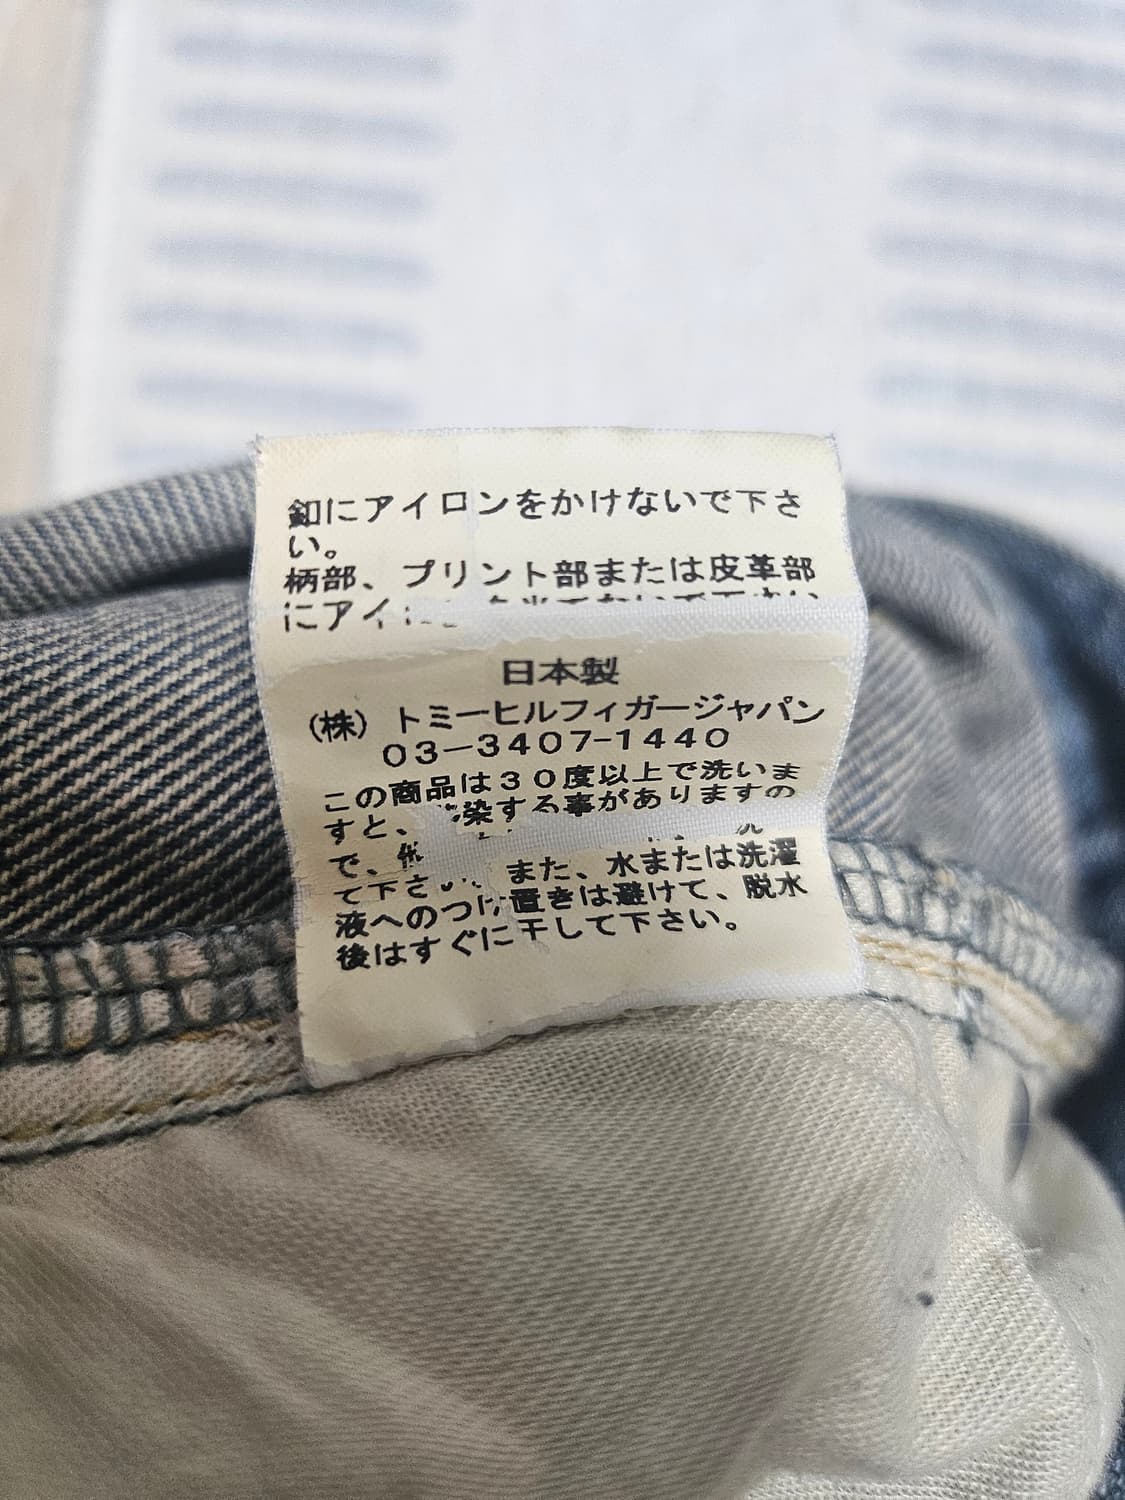 釦にアイロンをかけないで下さ
い。
柄部、プリント部または皮革部
にアイ
日本製
(株) トミーヒルフィガージャパン
03-3407-1440
この商品は30度以上で洗いま
すと、 染する事がありますの
で、
て下さい。また、水または洗濯
液へのつけ置きは避けて、脱水
後はすぐに干して下さい。